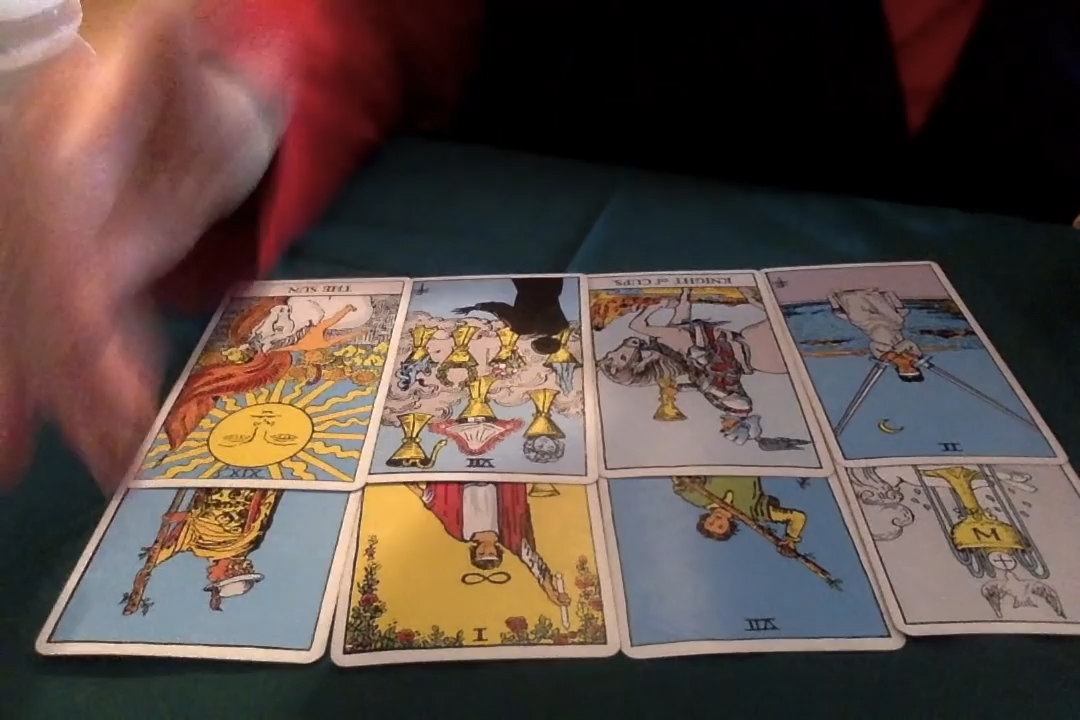 THE SUN
KNIGHT of CUPS.
XIX
VII
II
I
VII
W